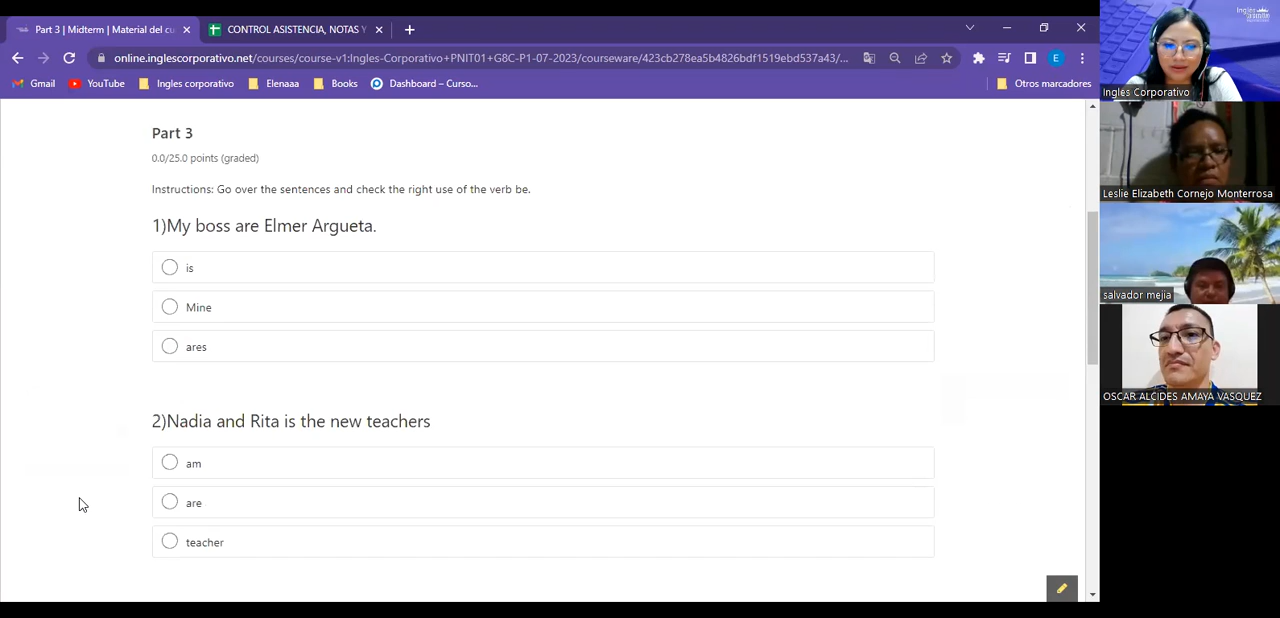 Part 3 | Midterm | Material del cu
CONTROL ASISTENCIA, NOTAS Y
online.inglescorporativo.net/courses/course-v1:Ingles-Corporativo+PNIT01+G8C-P1-07-2023/courseware/423cb278ea5b4826bdf1519ebd537a43/...
E
Gmail
YouTube
Ingles corporativo
Elenaaa
Books
Dashboard – Curso...
Otros marcadores
Part 3
0.0/25.0 points (graded)
Instructions: Go over the sentences and check the right use of the verb be.
1)My boss are Elmer Argueta.
is
Mine
ares
2)Nadia and Rita is the new teachers
am
are
teacher
Ingles Corporativo
Leslie Elizabeth Cornejo Monterrosa
salvador mejia
OSCAR ALCIDES AMAYA VASQUEZ